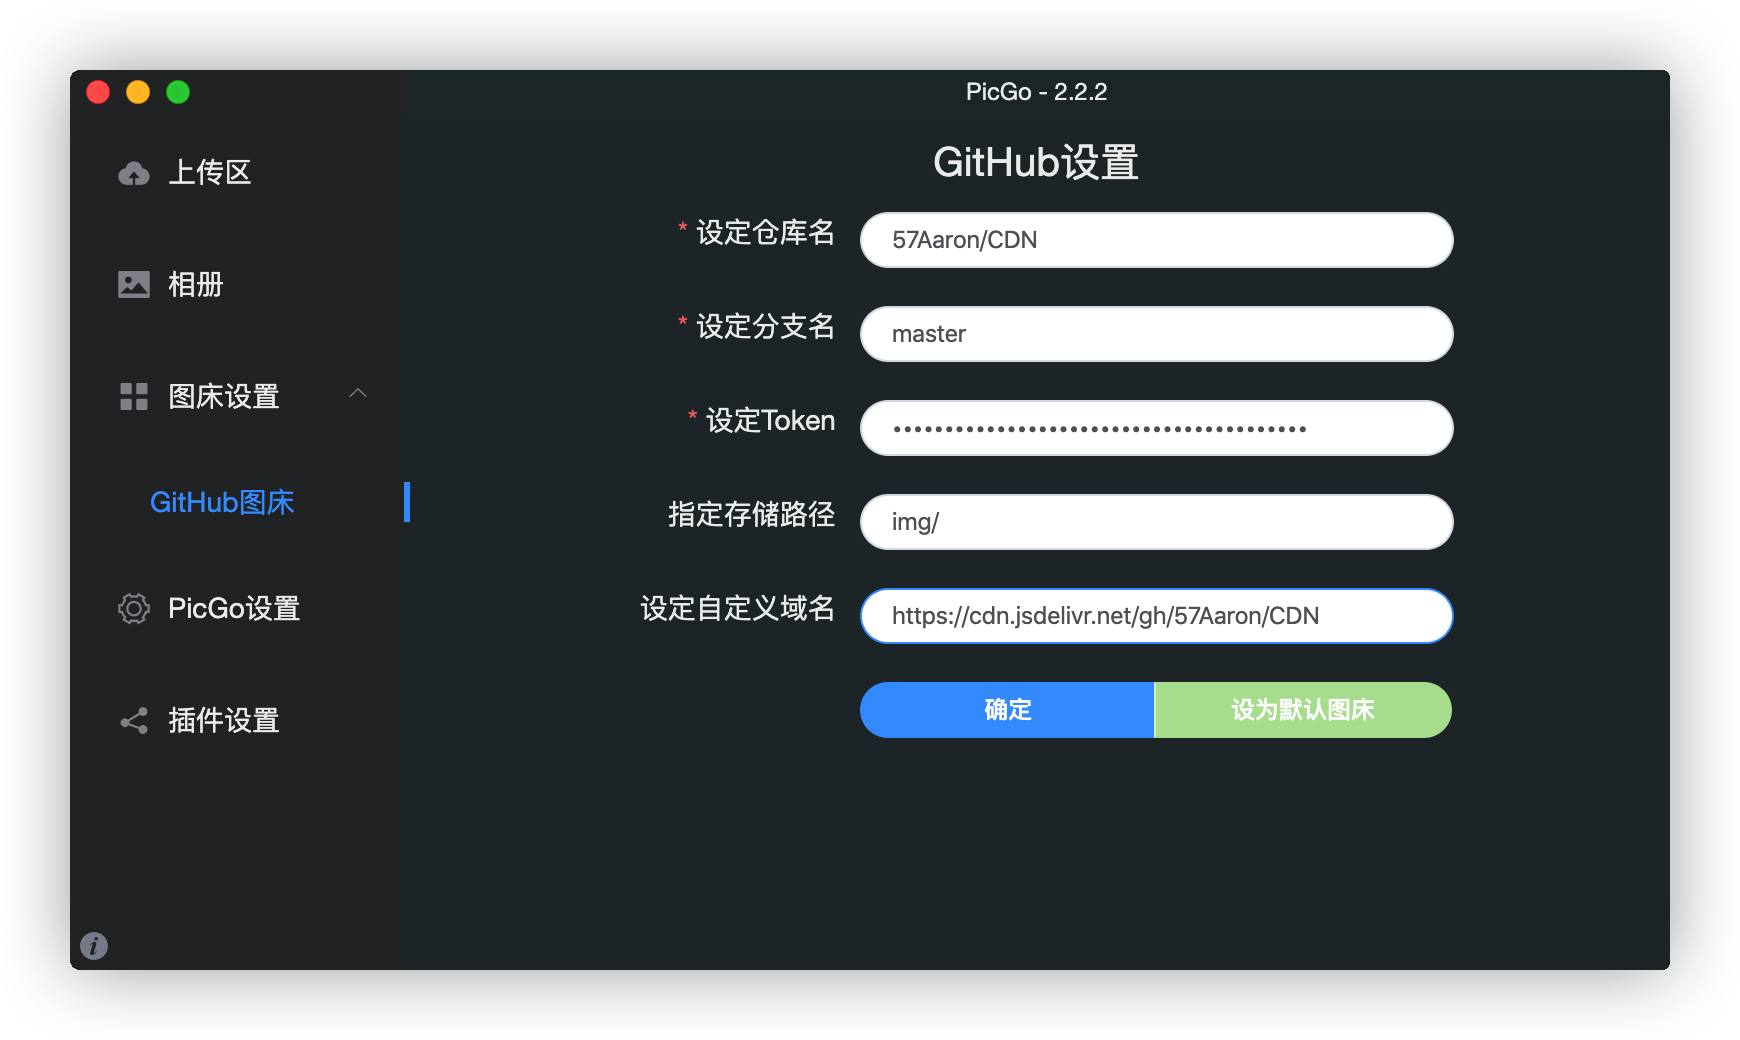 PicGo - 2.2.2
上传区
相册
图床设置
GitHub图床
PicGo设置
插件设置
GitHub设置
* 设定仓库名
57Aaron/CDN
* 设定分支名
master
* 设定Token
••••••••••••••••••••••••••••••••••••••••
指定存储路径
img/
设定自定义域名
https://cdn.jsdelivr.net/gh/57Aaron/CDN
确定
设为默认图床